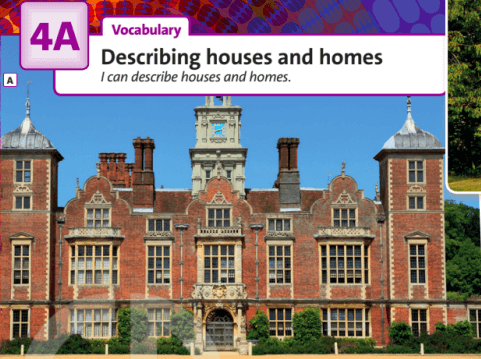 4A
Vocabulary
Describing houses and homes
I can describe houses and homes.
A